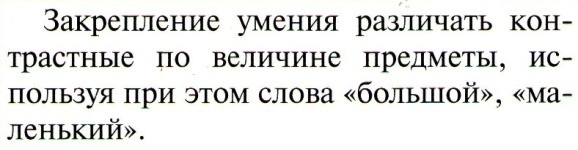 Закрепление умения различать кон-
трастные по величине предметы, ис-
пользуя при этом слова «большой», «ма-
ленький».